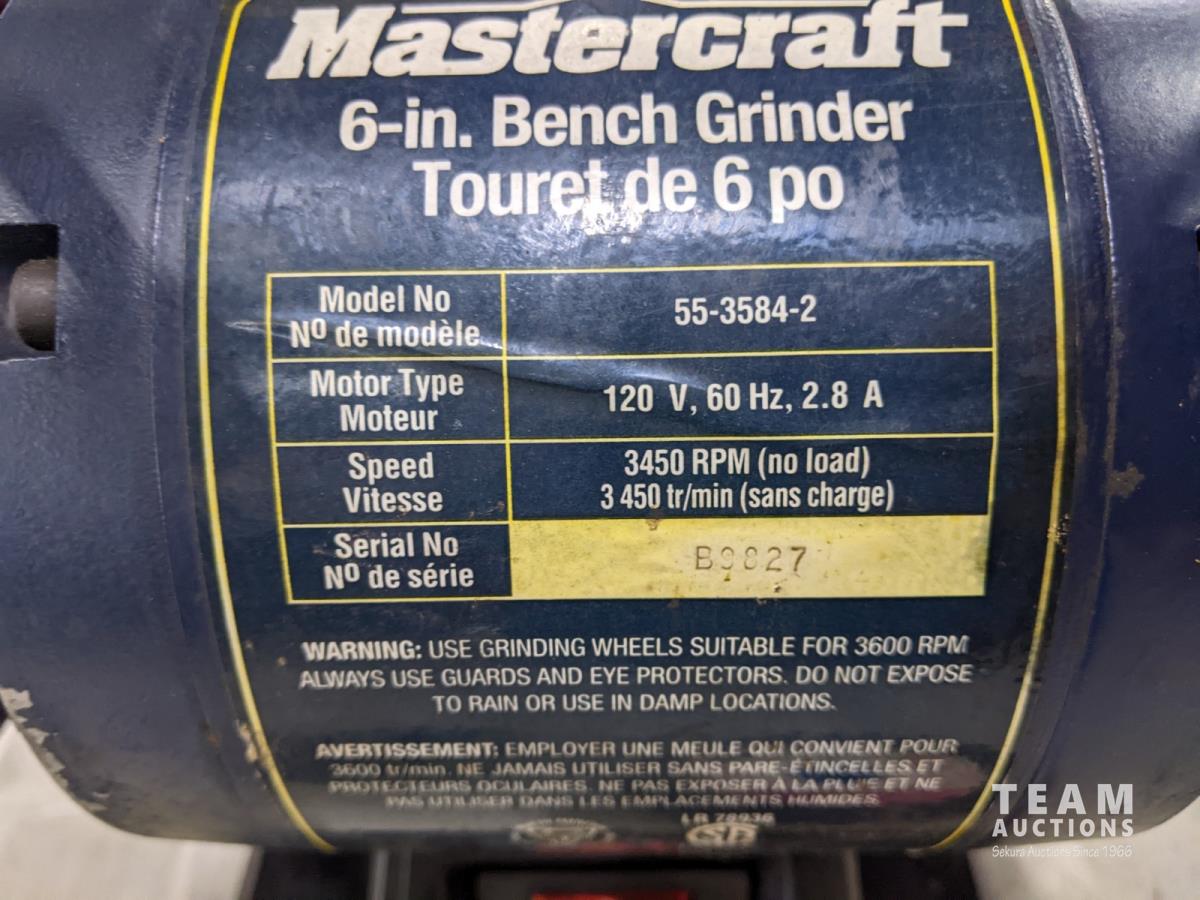 Mastercraft
6-in. Bench Grinder
Touret de 6 po
Model No
Nº de modèle
55-3584-2
Motor Type
Moteur
120 V, 60 Hz, 2.8 A
Speed
Vitesse
3450 RPM (no load)
3 450 tr/min (sans charge)
Serial No
Nº de série
B9827
WARNING: USE GRINDING WHEELS SUITABLE FOR 3600 RPM
ALWAYS USE GUARDS AND EYE PROTECTORS. DO NOT EXPOSE
TO RAIN OR USE IN DAMP LOCATIONS.
AVERTISSEMENT: EMPLOYER UNE MEULE QUI CONVIENT POUR
3600 tr/min. NE JAMAIS UTILISER SANS PARE-ÉTINCELLES ET
PROTECTEURS OCULAIRES. NE PAS EXPOSER À LA PLUIE ET NE
PAS UTILISER DANS LES EMPLACEMENTS HUMIDES.
LR 78936
TEAM
AUCTIONS
Sekura Auctions Since 1966